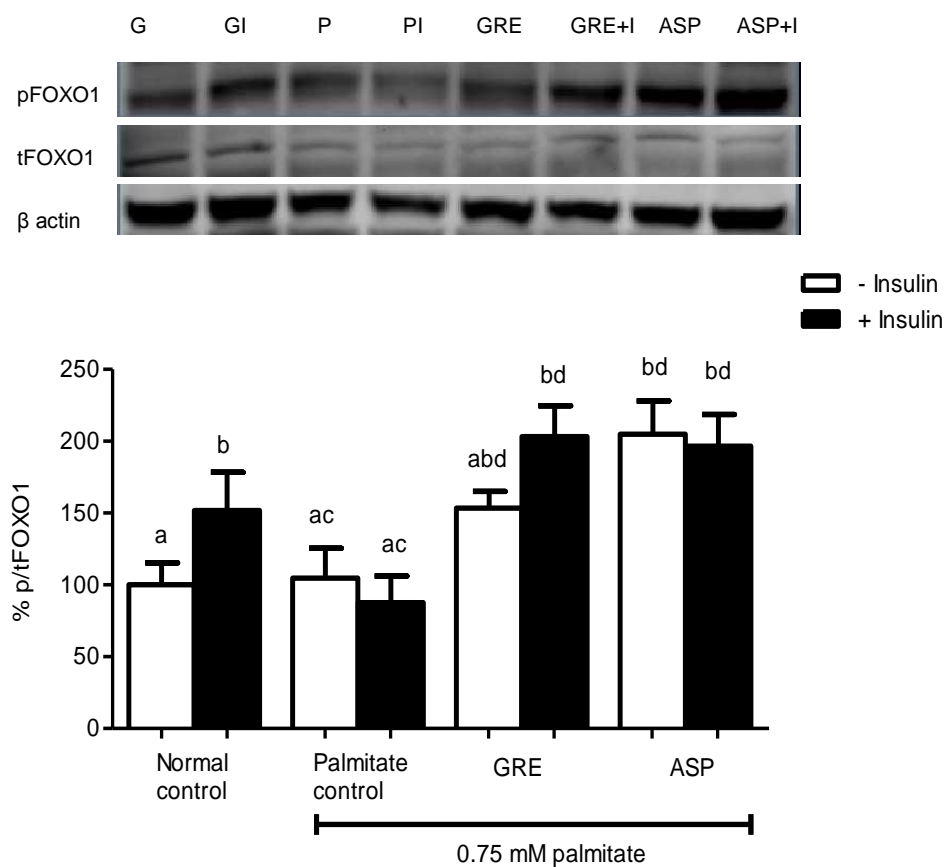 G GI P PI GRE GRE+I ASP ASP+I
pFOXO1
tFOXO1
β actin
- Insulin
+ Insulin
% p/tFOXO1
250
200
150
100
50
0
a
b
ac
ac
abd
bd
bd
bd
Normal control
Palmitate control
GRE
ASP
0.75 mM palmitate